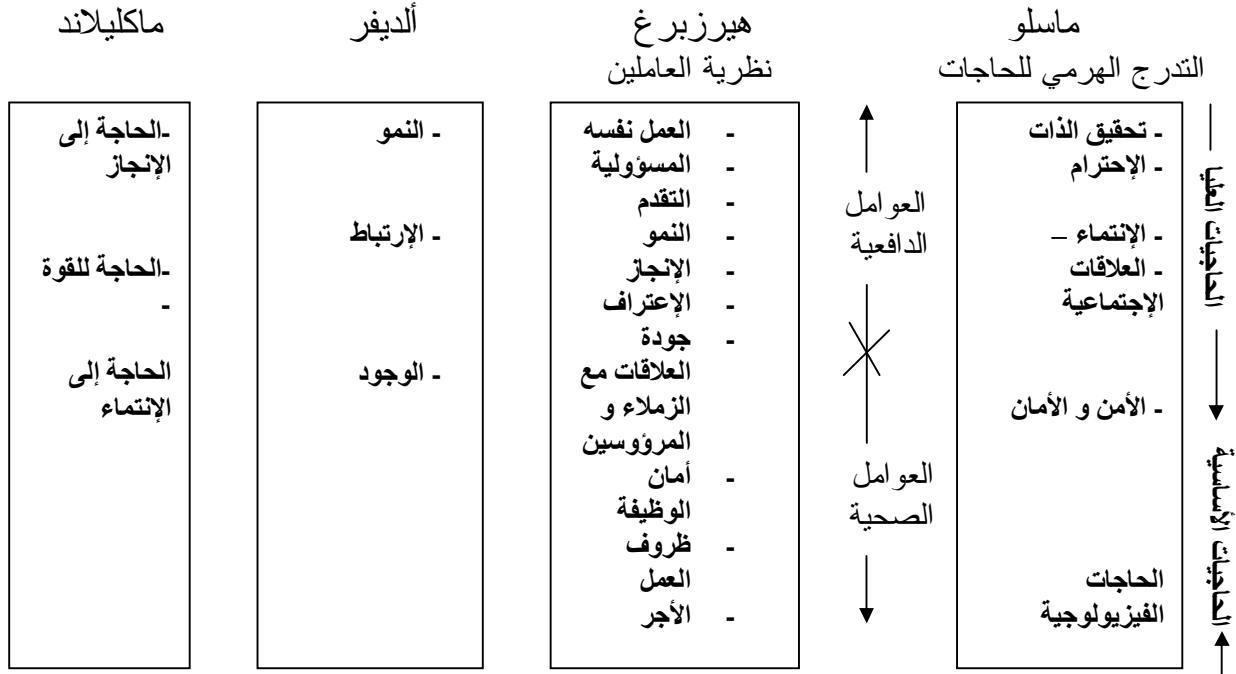 ماسلو
التدرج الهرمي للحاجات
هيرزبرغ
نظرية العاملين
ألديفر
ماكليلاند
الحاجيات العليا
الحاجيات الأساسية
- تحقيق الذات
- الإحترام
- الإنتماء –
- العلاقات
الإجتماعية
- الأمن و الأمان
الحاجات
الفيزيولوجية
العوامل
الدافعية
العوامل
الصحية
- العمل نفسه
- المسؤولية
- التقدم
- النمو
- الإنجاز
- الإعتراف
- جودة
العلاقات مع
الزملاء و
المرؤوسين
- أمان
الوظيفة
- ظروف
العمل
- الأجر
- النمو
- الإرتباط
- الوجود
-الحاجة إلى
الإنجاز
-الحاجة للقوة
-
الحاجة إلى
الإنتماء